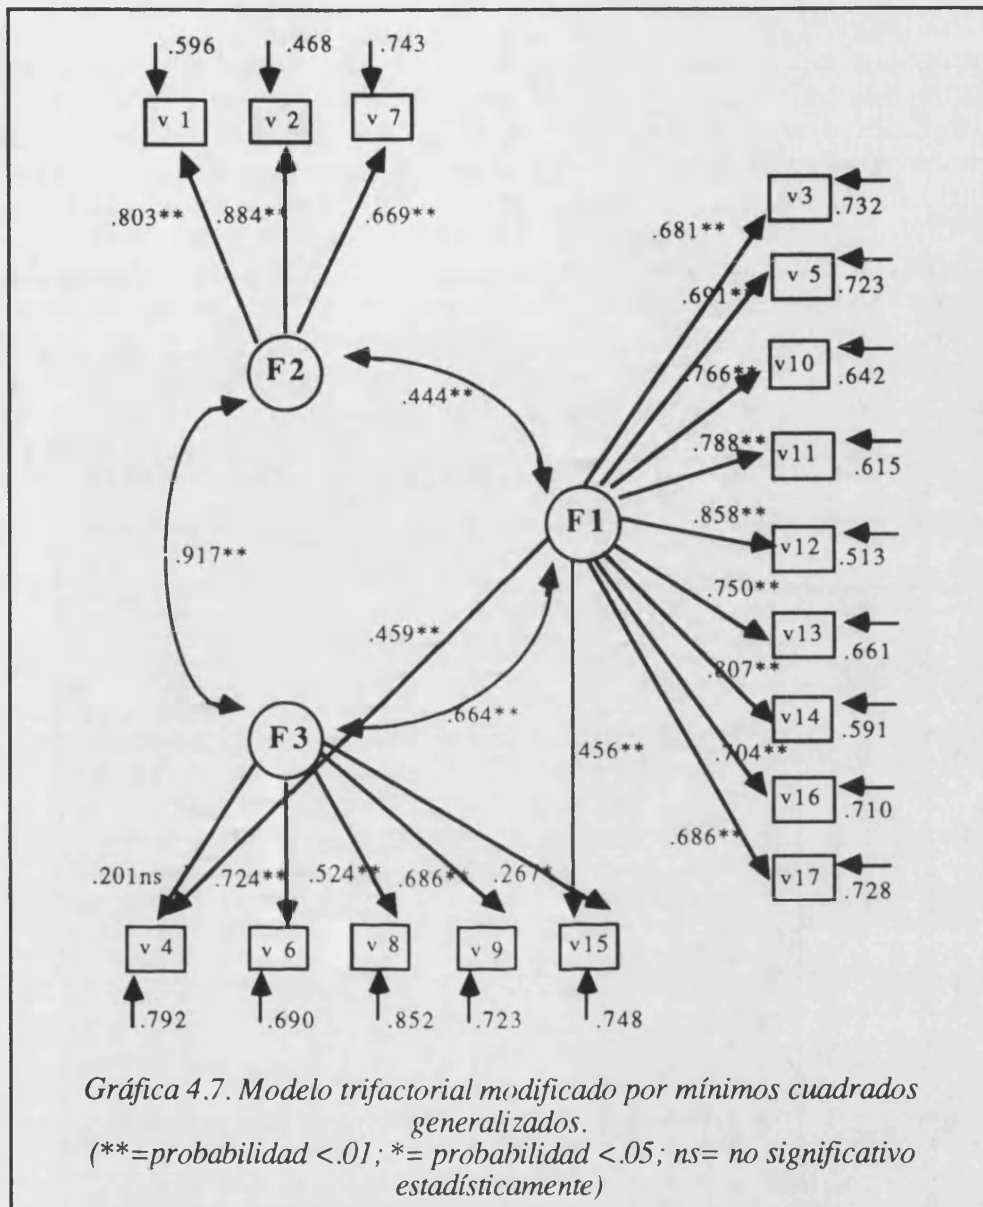 .596 .468 .743
v 1 v 2 v 7
v3
.732
.803** .884** .669**
.681**
v 5
.691**
.723
F2
v10
.766**
.642
.444**
.788**
v11
.615
F1
.858**
v12
.513
.917**
.750**
.459**
v13
.661
.807**
.664**
v14
.591
F3
.456**
.704**
v16
.710
.686**
.201ns .724** .524** .686** .267*
v17
.728
v 4 v 6 v 8 v 9 v15
.792 .690 .852 .723 .748
Gráfica 4.7. Modelo trifactorial modificado por mínimos cuadrados
generalizados.
(**=probabilidad <.01; *= probabilidad <.05; ns= no significativo
estadísticamente)